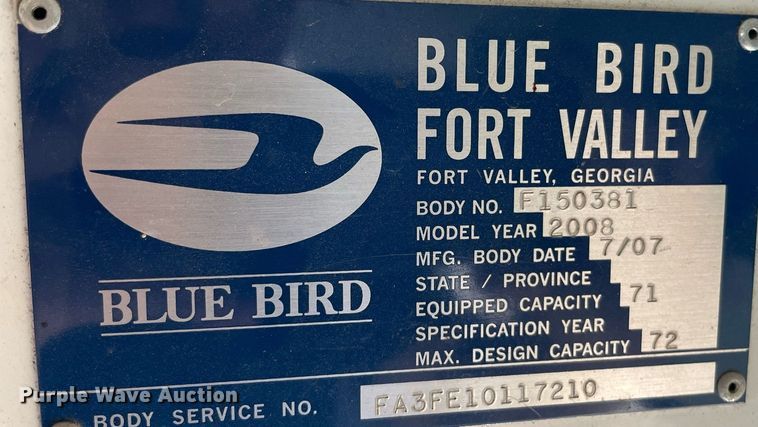 BLUE BIRD
FORT VALLEY
FORT VALLEY, GEORGIA
BODY NO. F150381
MODEL YEAR 2008
MFG. BODY DATE 7/07
STATE / PROVINCE
EQUIPPED CAPACITY 71
SPECIFICATION YEAR
MAX. DESIGN CAPACITY 72
BLUE BIRD
BODY SERVICE NO. FA3FE10117210
Purple Wave Auction